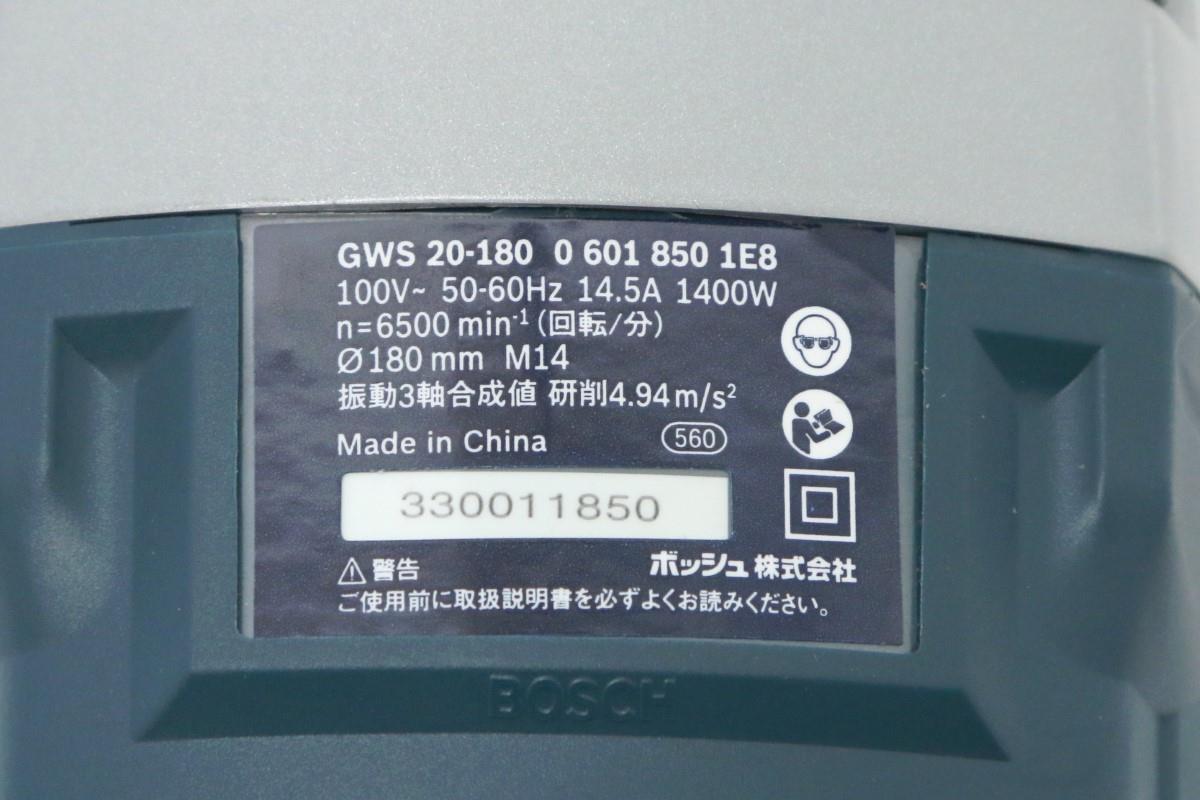 GWS 20-180 0 601 850 1E8
100V~ 50-60Hz 14.5A 1400W
n=6500 min⁻¹ (回転/分)
Ø180 mm M14
振動3軸合成値 研削4.94m/s²
Made in China 560
330011850
⚠警告 ボッシュ株式会社
ご使用前に取扱説明書を必ずよくお読みください。
BOSCH